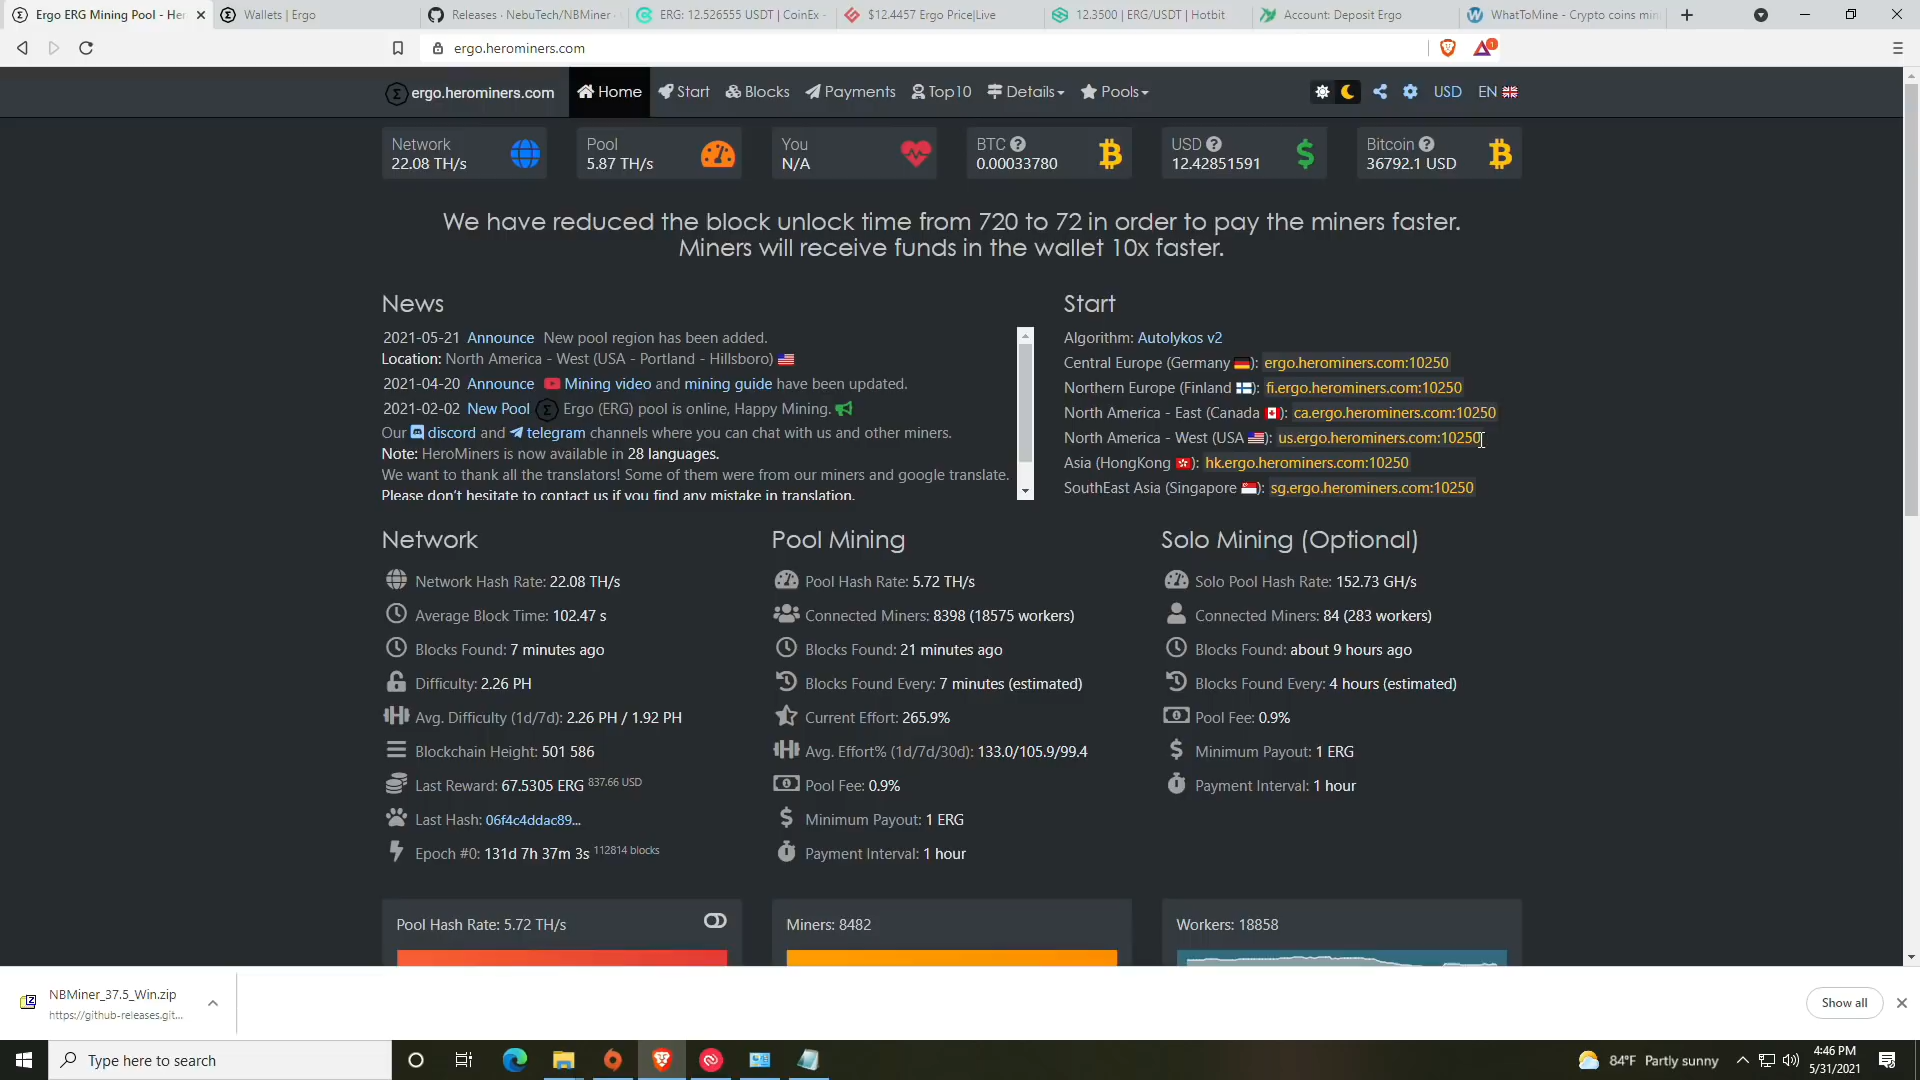 Ergo ERG Mining Pool - Her
Wallets | Ergo
Releases · NebuTech/NBMiner ·
ERG: 12.526555 USDT | CoinEx -
$12.4457 Ergo Price|Live
12.3500 | ERG/USDT | Hotbit
Account: Deposit Ergo
WhatToMine - Crypto coins min
ergo.herominers.com
1
ergo.herominers.com
Home
Start
Blocks
Payments
Top10
Details
Pools
USD
EN
Network
22.08 TH/s
Pool
5.87 TH/s
You
N/A
BTC
0.00033780
USD
12.42851591
Bitcoin
36792.1 USD
We have reduced the block unlock time from 720 to 72 in order to pay the miners faster.
Miners will receive funds in the wallet 10x faster.
News
2021-05-21 Announce New pool region has been added.
Location: North America - West (USA - Portland - Hillsboro)
2021-04-20 Announce Mining video and mining guide have been updated.
2021-02-02 New Pool Ergo (ERG) pool is online, Happy Mining.
Our discord and telegram channels where you can chat with us and other miners.
Note: HeroMiners is now available in 28 languages.
We want to thank all the translators! Some of them were from our miners and google translate.
Please don't hesitate to contact us if you find any mistake in translation.
Start
Algorithm: Autolykos v2
Central Europe (Germany): ergo.herominers.com:10250
Northern Europe (Finland): fi.ergo.herominers.com:10250
North America - East (Canada): ca.ergo.herominers.com:10250
North America - West (USA): us.ergo.herominers.com:10250
Asia (HongKong): hk.ergo.herominers.com:10250
SouthEast Asia (Singapore): sg.ergo.herominers.com:10250
Network
Network Hash Rate: 22.08 TH/s
Average Block Time: 102.47 s
Blocks Found: 7 minutes ago
Difficulty: 2.26 PH
Avg. Difficulty (1d/7d): 2.26 PH / 1.92 PH
Blockchain Height: 501 586
Last Reward: 67.5305 ERG 837.66 USD
Last Hash: 06f4c4ddac89...
Epoch #0: 131d 7h 37m 3s 112814 blocks
Pool Mining
Pool Hash Rate: 5.72 TH/s
Connected Miners: 8398 (18575 workers)
Blocks Found: 21 minutes ago
Blocks Found Every: 7 minutes (estimated)
Current Effort: 265.9%
Avg. Effort% (1d/7d/30d): 133.0/105.9/99.4
Pool Fee: 0.9%
Minimum Payout: 1 ERG
Payment Interval: 1 hour
Solo Mining (Optional)
Solo Pool Hash Rate: 152.73 GH/s
Connected Miners: 84 (283 workers)
Blocks Found: about 9 hours ago
Blocks Found Every: 4 hours (estimated)
Pool Fee: 0.9%
Minimum Payout: 1 ERG
Payment Interval: 1 hour
Pool Hash Rate: 5.72 TH/s
Miners: 8482
Workers: 18858
NBMiner_37.5_Win.zip
https://github-releases.git...
Show all
Type here to search
84°F Partly sunny
4:46 PM
5/31/2021